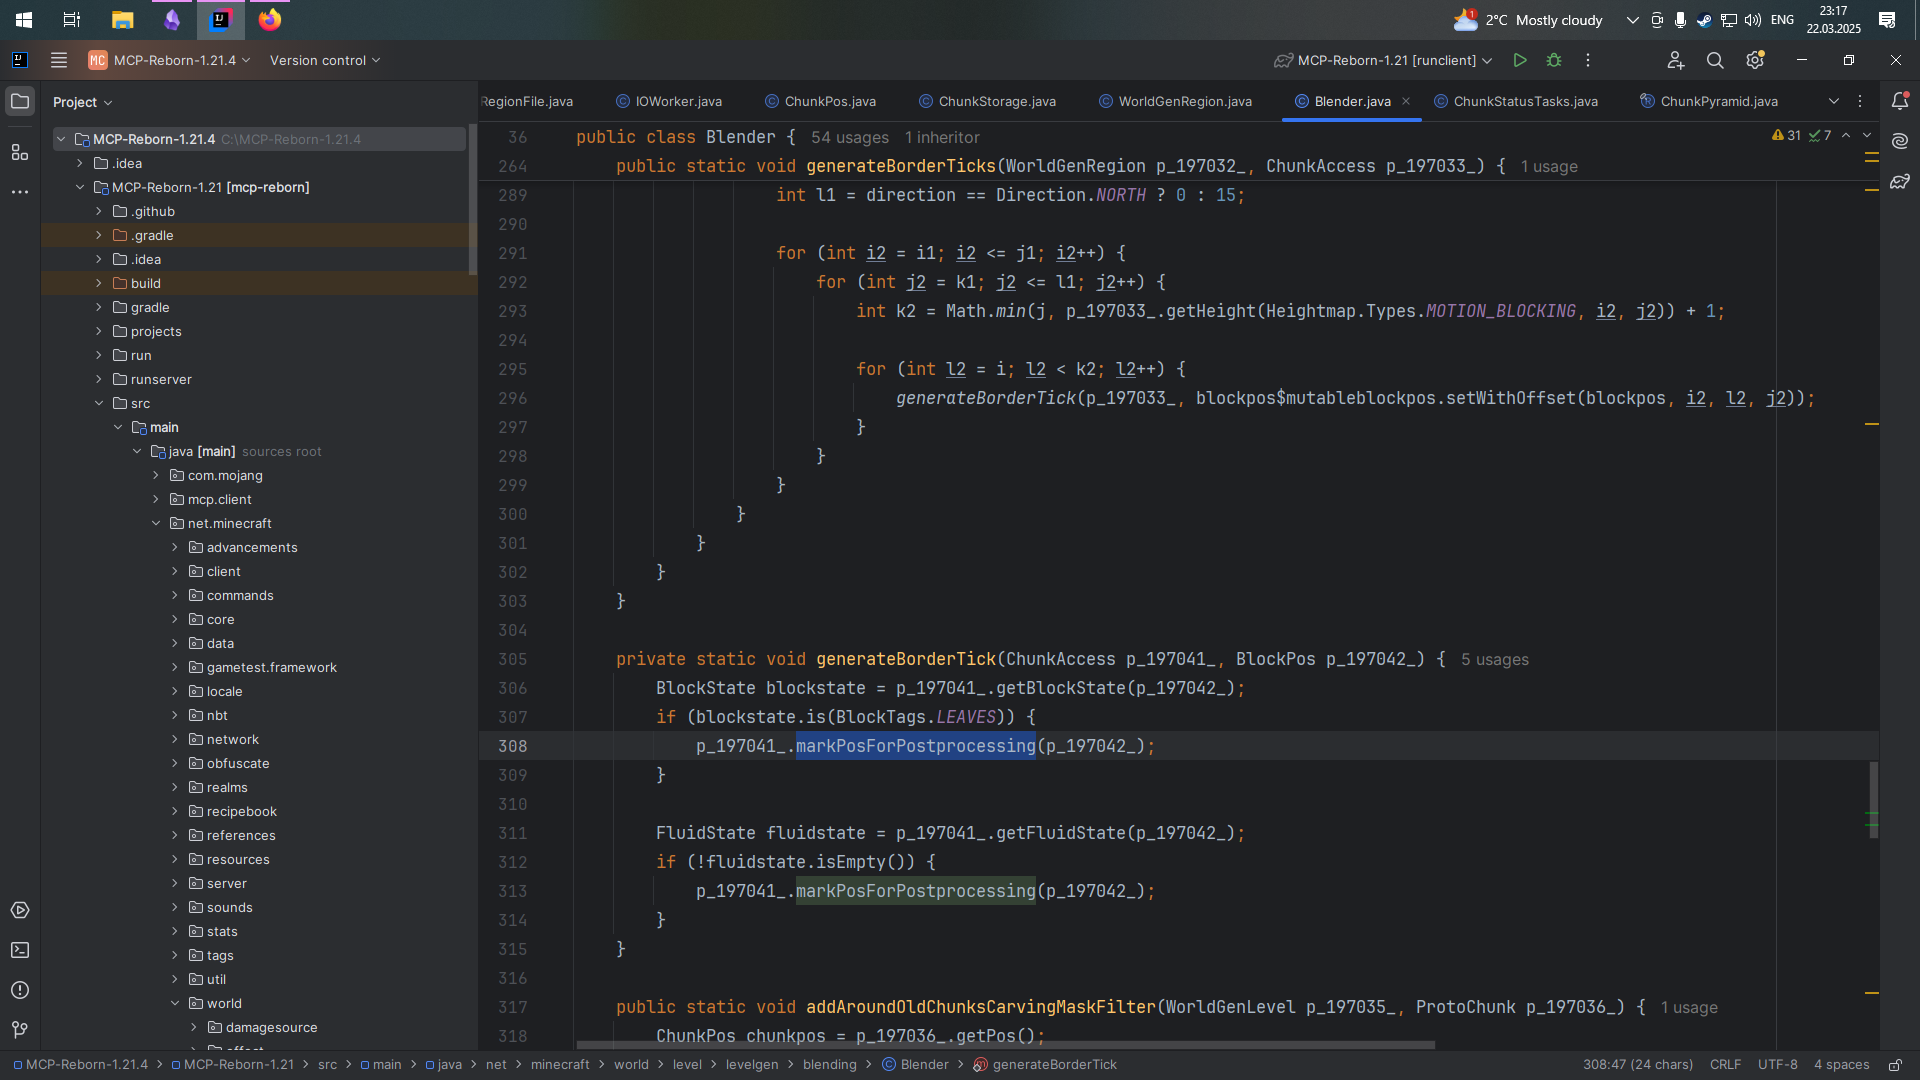 1
2°C Mostly cloudy
ENG
23:17
22.03.2025
MC MCP-Reborn-1.21.4
Version control
MCP-Reborn-1.21 [runclient]
Project
RegionFile.java
IOWorker.java
ChunkPos.java
ChunkStorage.java
WorldGenRegion.java
Blender.java
ChunkStatusTasks.java
ChunkPyramid.java
MCP-Reborn-1.21.4 C:\MCP-Reborn-1.21.4
.idea
MCP-Reborn-1.21 [mcp-reborn]
.github
.gradle
.idea
build
gradle
projects
run
runserver
src
main
java [main] sources root
com.mojang
mcp.client
net.minecraft
advancements
client
commands
core
data
gametest.framework
locale
nbt
network
obfuscate
realms
recipebook
references
resources
server
sounds
stats
tags
util
world
damagesource
31 7
36 public class Blender { 54 usages 1 inheritor
264 public static void generateBorderTicks(WorldGenRegion p_197032_, ChunkAccess p_197033_) { 1 usage
289 int l1 = direction == Direction.NORTH ? 0 : 15;
290
291 for (int i2 = i1; i2 <= j1; i2++) {
292 for (int j2 = k1; j2 <= l1; j2++) {
293 int k2 = Math.min(j, p_197033_.getHeight(Heightmap.Types.MOTION_BLOCKING, i2, j2)) + 1;
294
295 for (int l2 = i; l2 < k2; l2++) {
296 generateBorderTick(p_197033_, blockpos$mutableblockpos.setWithOffset(blockpos, i2, l2, j2));
297 }
298 }
299 }
300 }
301 }
302 }
303 }
304
305 private static void generateBorderTick(ChunkAccess p_197041_, BlockPos p_197042_) { 5 usages
306 BlockState blockstate = p_197041_.getBlockState(p_197042_);
307 if (blockstate.is(BlockTags.LEAVES)) {
308 p_197041_.markPosForPostprocessing(p_197042_);
309 }
310
311 FluidState fluidstate = p_197041_.getFluidState(p_197042_);
312 if (!fluidstate.isEmpty()) {
313 p_197041_.markPosForPostprocessing(p_197042_);
314 }
315 }
316
317 public static void addAroundOldChunksCarvingMaskFilter(WorldGenLevel p_197035_, ProtoChunk p_197036_) { 1 usage
318 ChunkPos chunkpos = p_197036_.getPos();
MCP-Reborn-1.21.4 > MCP-Reborn-1.21 > src > main > java > net > minecraft > world > level > levelgen > blending > Blender > generateBorderTick
308:47 (24 chars) CRLF UTF-8 4 spaces